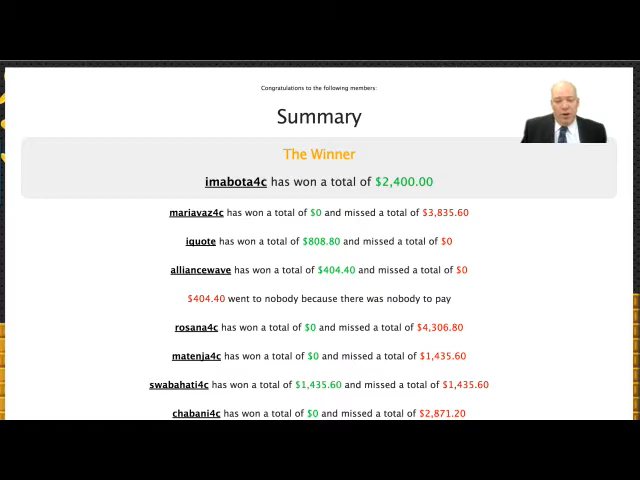 Congratulations to the following members:
Summary
The Winner
imabota4c has won a total of $2,400.00
mariavaz4c has won a total of $0 and missed a total of $3,835.60
iquote has won a total of $808.80 and missed a total of $0
alliancewave has won a total of $404.40 and missed a total of $0
$404.40 went to nobody because there was nobody to pay
rosana4c has won a total of $0 and missed a total of $4,306.80
matenja4c has won a total of $0 and missed a total of $1,435.60
swabahati4c has won a total of $1,435.60 and missed a total of $1,435.60
chabani4c has won a total of $0 and missed a total of $2,871.20